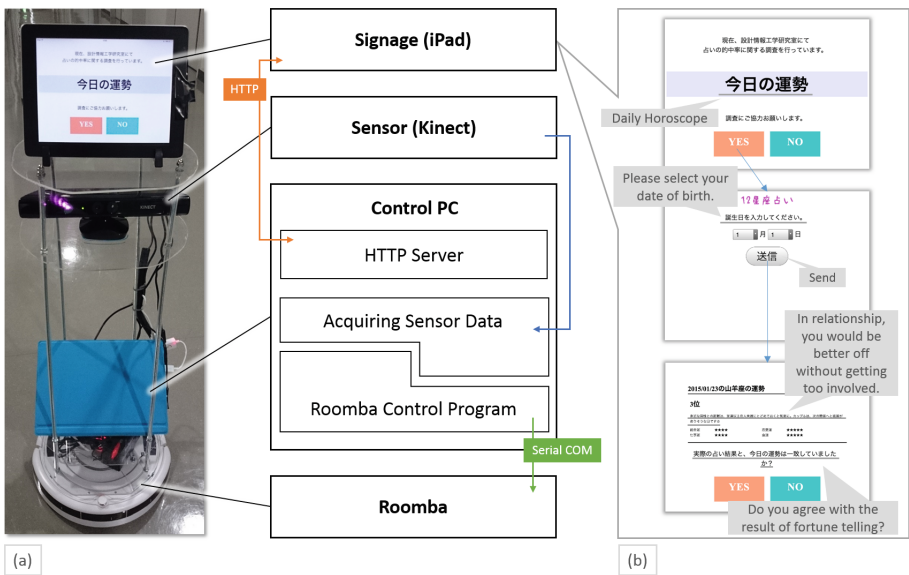 現在、設計情報工学研究室にて
占いの的中率に関する調査を行っています。
今日の運勢
調査にご協力お願いします。
YES NO
KINECT
Signage (iPad)
HTTP
Sensor (Kinect)
Control PC
HTTP Server
Acquiring Sensor Data
Roomba Control Program
Serial COM
Roomba
(a)
現在、設計情報工学研究室にて
占いの的中率に関する調査を行っています。
今日の運勢
Daily Horoscope
調査にご協力お願いします。
YES NO
Please select your
date of birth.
12星座占い
誕生日を入力してください。
1 月 1 日
送信
Send
In relationship,
you would be
better off
without getting
too involved.
2015/01/23の山羊座の運勢
3位
★★★★ ★★★★★
★★★★ ★★★★★
実際の占い結果と、今日の運勢は一致していました
か？
YES NO
Do you agree with the
result of fortune telling?
(b)